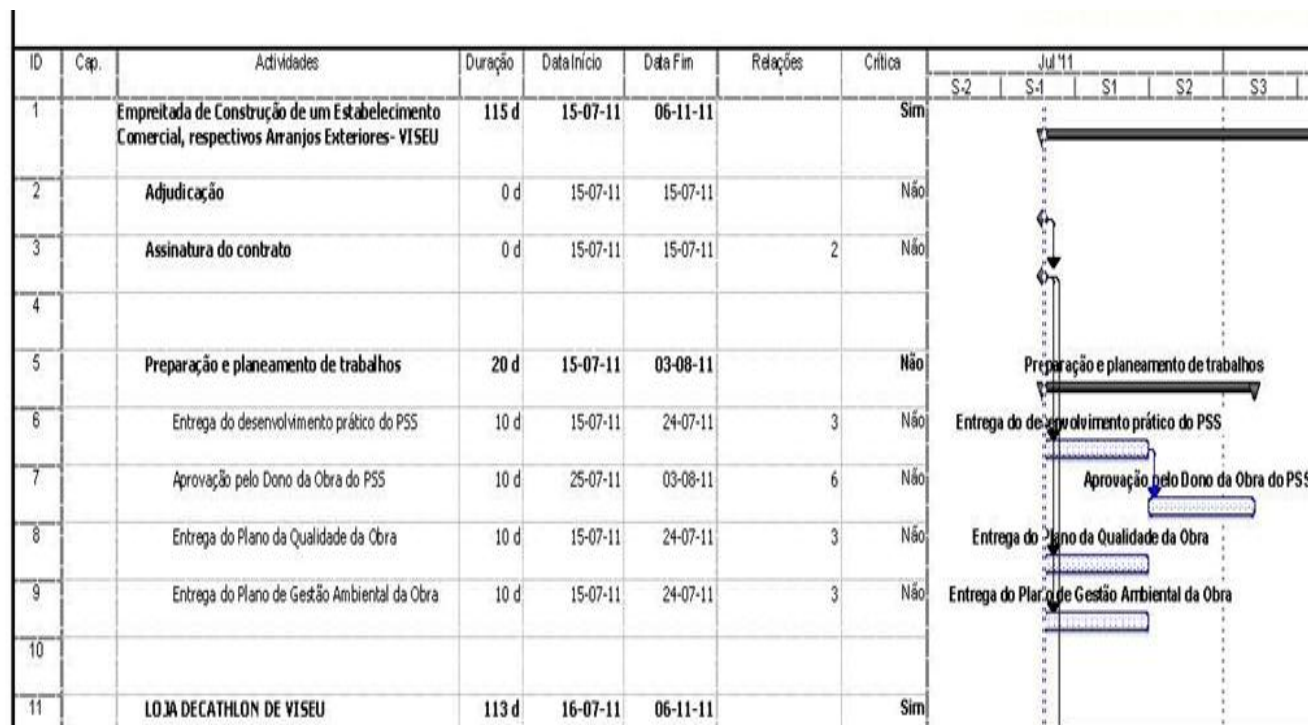 ID Cap. Actividades Duração Data Início Data Fim Relações Crítica Jul '11
S-2 S-1 S1 S2 S3
1 Empreitada de Construção de um Estabelecimento 115 d 15-07-11 06-11-11 Sim
Comercial, respectivos Arranjos Exteriores- VISEU
2 Adjudicação 0 d 15-07-11 15-07-11 Não
3 Assinatura do contrato 0 d 15-07-11 15-07-11 2 Não
4
5 Preparação e planeamento de trabalhos 20 d 15-07-11 03-08-11 Não Preparação e planeamento de trabalhos
6 Entrega do desenvolvimento prático do PSS 10 d 15-07-11 24-07-11 3 Não Entrega do desenvolvimento prático do PSS
7 Aprovação pelo Dono da Obra do PSS 10 d 25-07-11 03-08-11 6 Não Aprovação pelo Dono da Obra do PSS
8 Entrega do Plano da Qualidade da Obra 10 d 15-07-11 24-07-11 3 Não Entrega do Plano da Qualidade da Obra
9 Entrega do Plano de Gestão Ambiental da Obra 10 d 15-07-11 24-07-11 3 Não Entrega do Plano de Gestão Ambiental da Obra
10
11 LOJA DECATHLON DE VISEU 113 d 16-07-11 06-11-11 Sim